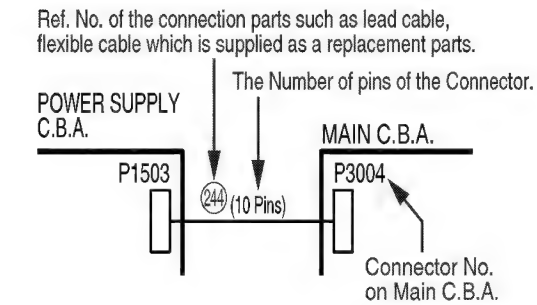 Ref. No. of the connection parts such as lead cable,
flexible cable which is supplied as a replacement parts.
The Number of pins of the Connector.
POWER SUPPLY
C.B.A.
MAIN C.B.A.
P1503
244 (10 Pins)
P3004
Connector No.
on Main C.B.A.